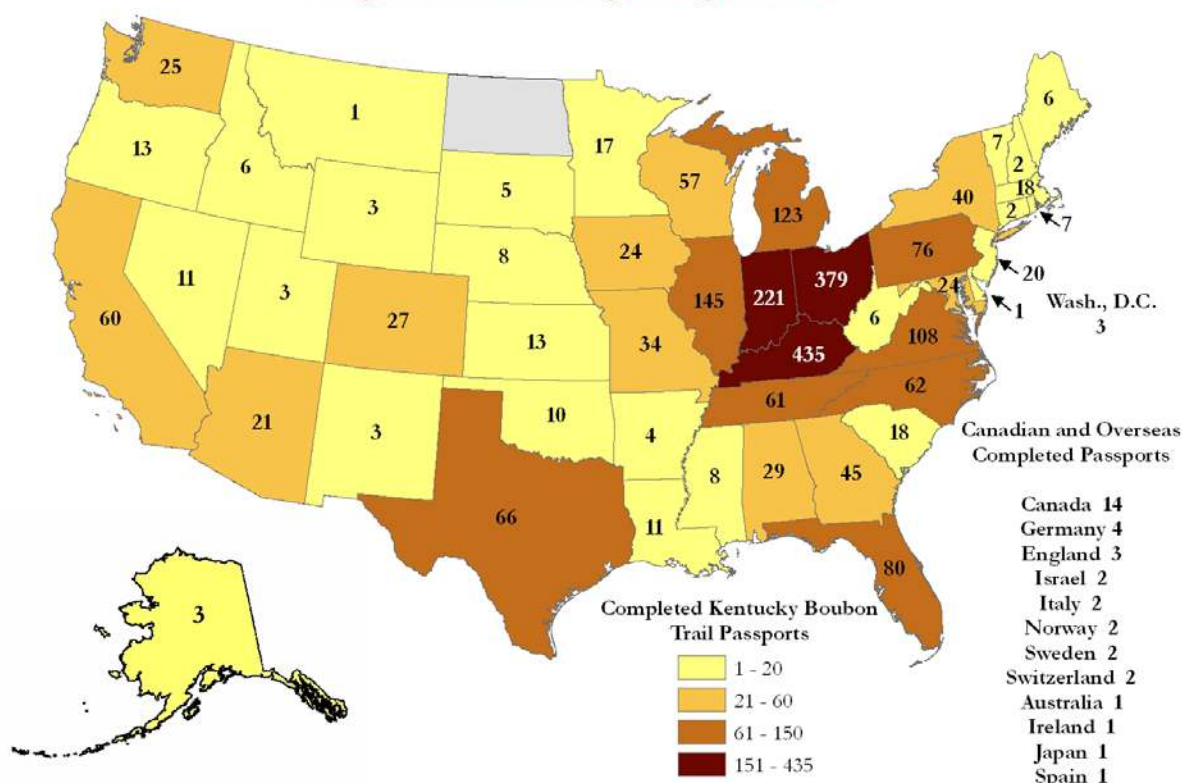 25
1
13
6
3
11
3
60
27
21
3
5
8
13
10
66
17
24
34
4
11
57
145
123
221
379
435
61
8
29
45
80
18
62
108
6
76
24
40
7
2
6
18
2
7
20
1
Wash., D.C.
3
3
Canadian and Overseas
Completed Passports
Canada 14
Germany 4
England 3
Israel 2
Italy 2
Norway 2
Sweden 2
Switzerland 2
Australia 1
Ireland 1
Japan 1
Spain 1
Completed Kentucky Boubon
Trail Passports
1 - 20
21 - 60
61 - 150
151 - 435